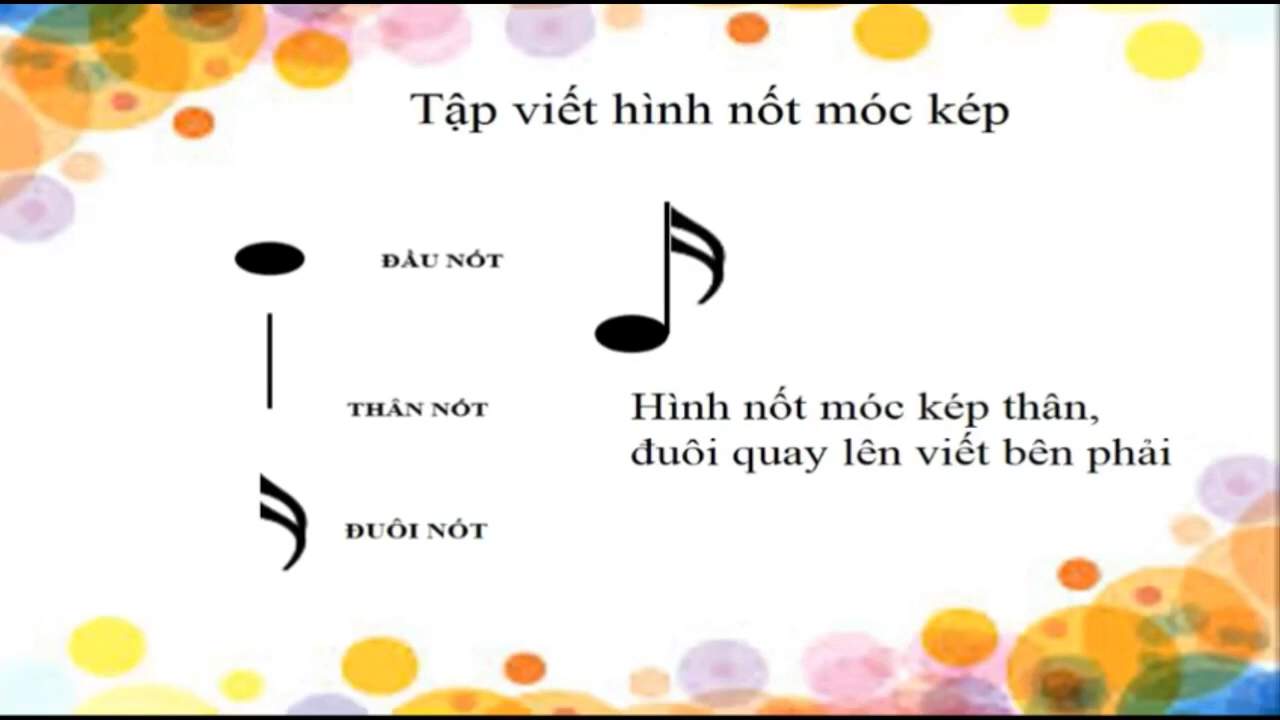 Tập viết hình nốt móc kép
ĐẦU NỐT
THÂN NỐT
Hình nốt móc kép thân,
đuôi quay lên viết bên phải
ĐUÔI NỐT